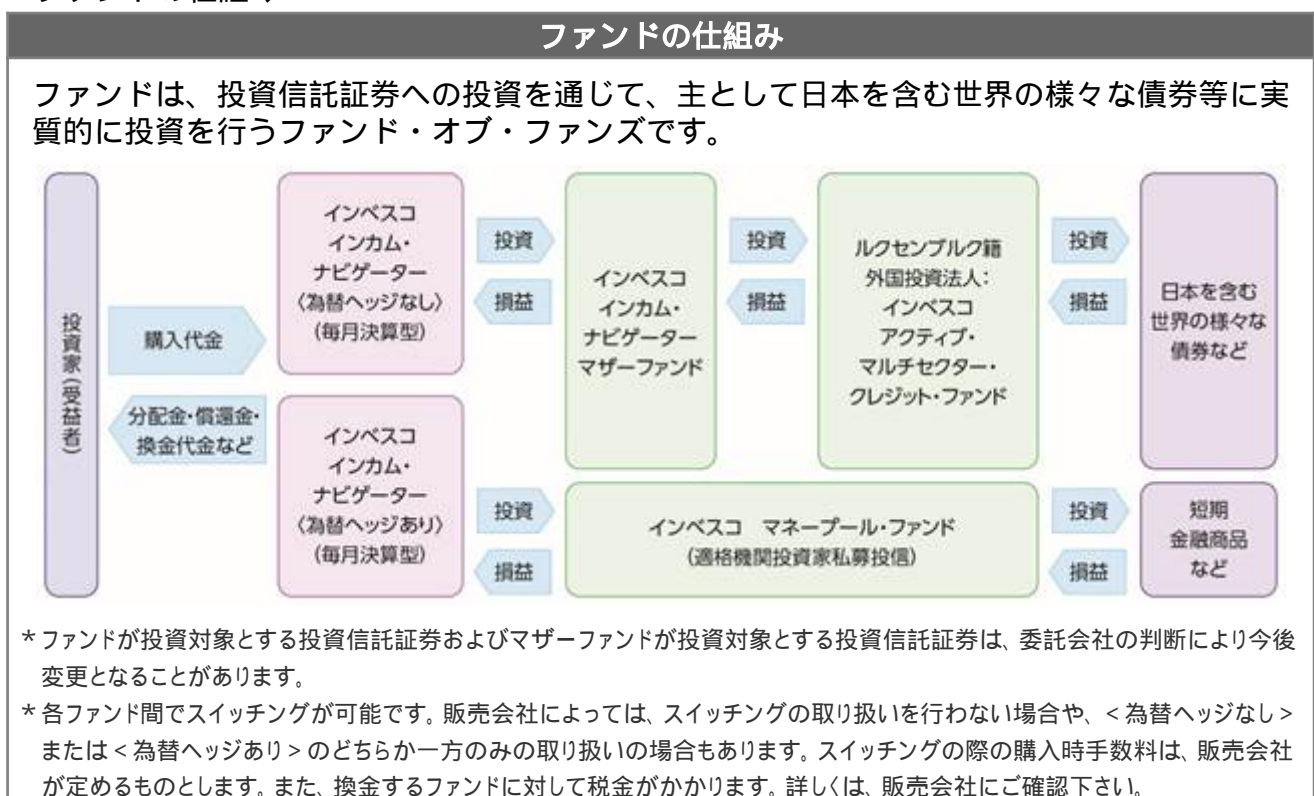 ファンドの仕組み
ファンドは、投資信託証券への投資を通じて、主として日本を含む世界の様々な債券等に実
質的に投資を行うファンド・オブ・ファンズです。
投資家(受益者)
購入代金
分配金・償還金・
換金代金など
インベスコ
インカム・
ナビゲーター
〈為替ヘッジなし〉
(毎月決算型)
インベスコ
インカム・
ナビゲーター
〈為替ヘッジあり〉
(毎月決算型)
投資
損益
投資
損益
インベスコ
インカム・
ナビゲーター
マザーファンド
投資
損益
ルクセンブルク籍
外国投資法人:
インベスコ
アクティブ・
マルチセクター・
クレジット・ファンド
インベスコ マネープール・ファンド
(適格機関投資家私募投信)
投資
損益
投資
損益
日本を含む
世界の様々な
債券など
短期
金融商品
など
*ファンドが投資対象とする投資信託証券およびマザーファンドが投資対象とする投資信託証券は、委託会社の判断により今後
変更となることがあります。
*各ファンド間でスイッチングが可能です。販売会社によっては、スイッチングの取り扱いを行わない場合や、<為替ヘッジなし>
または<為替ヘッジあり>のどちらか一方のみの取り扱いの場合もあります。スイッチングの際の購入時手数料は、販売会社
が定めるものとします。また、換金するファンドに対して税金がかかります。詳しくは、販売会社にご確認下さい。